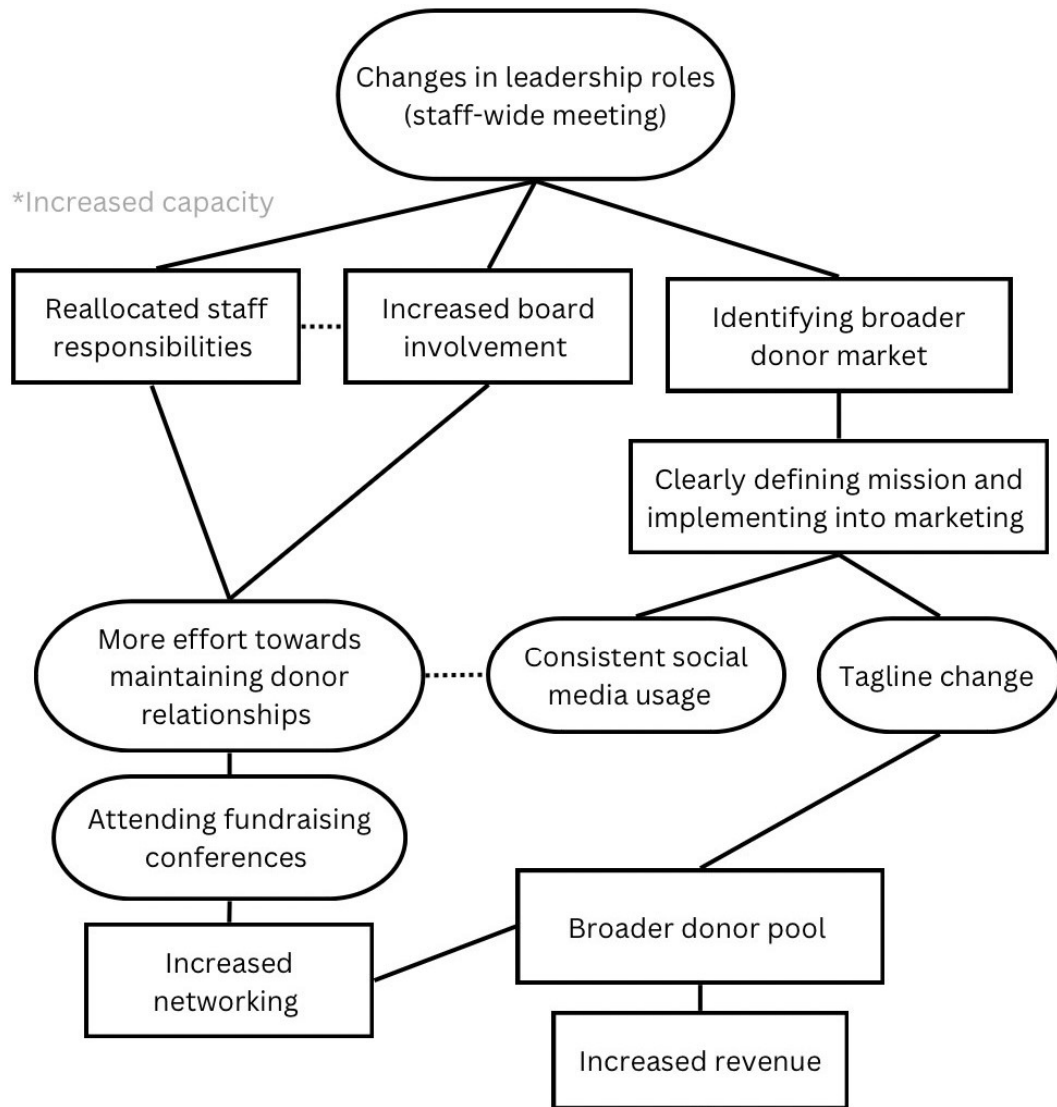 Changes in leadership roles
(staff-wide meeting)
*Increased capacity
Reallocated staff
responsibilities
Increased board
involvement
Identifying broader
donor market
Clearly defining mission and
implementing into marketing
More effort towards
maintaining donor
relationships
Consistent social
media usage
Tagline change
Attending fundraising
conferences
Broader donor pool
Increased
networking
Increased revenue